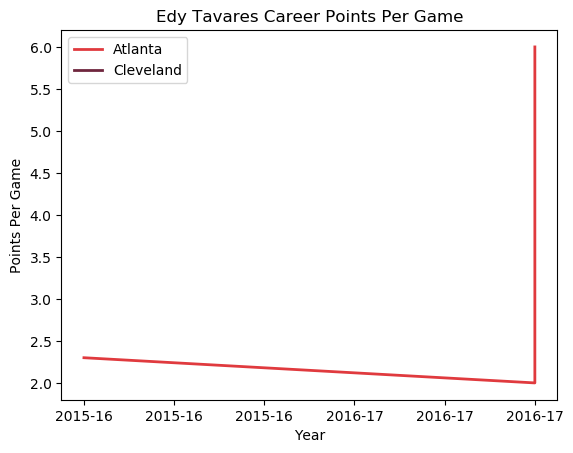 Edy Tavares Career Points Per Game
Atlanta
Cleveland
6.0
5.5
5.0
4.5
4.0
3.5
3.0
2.5
2.0
Points Per Game
2015-16 2015-16 2015-16 2016-17 2016-17 2016-17
Year